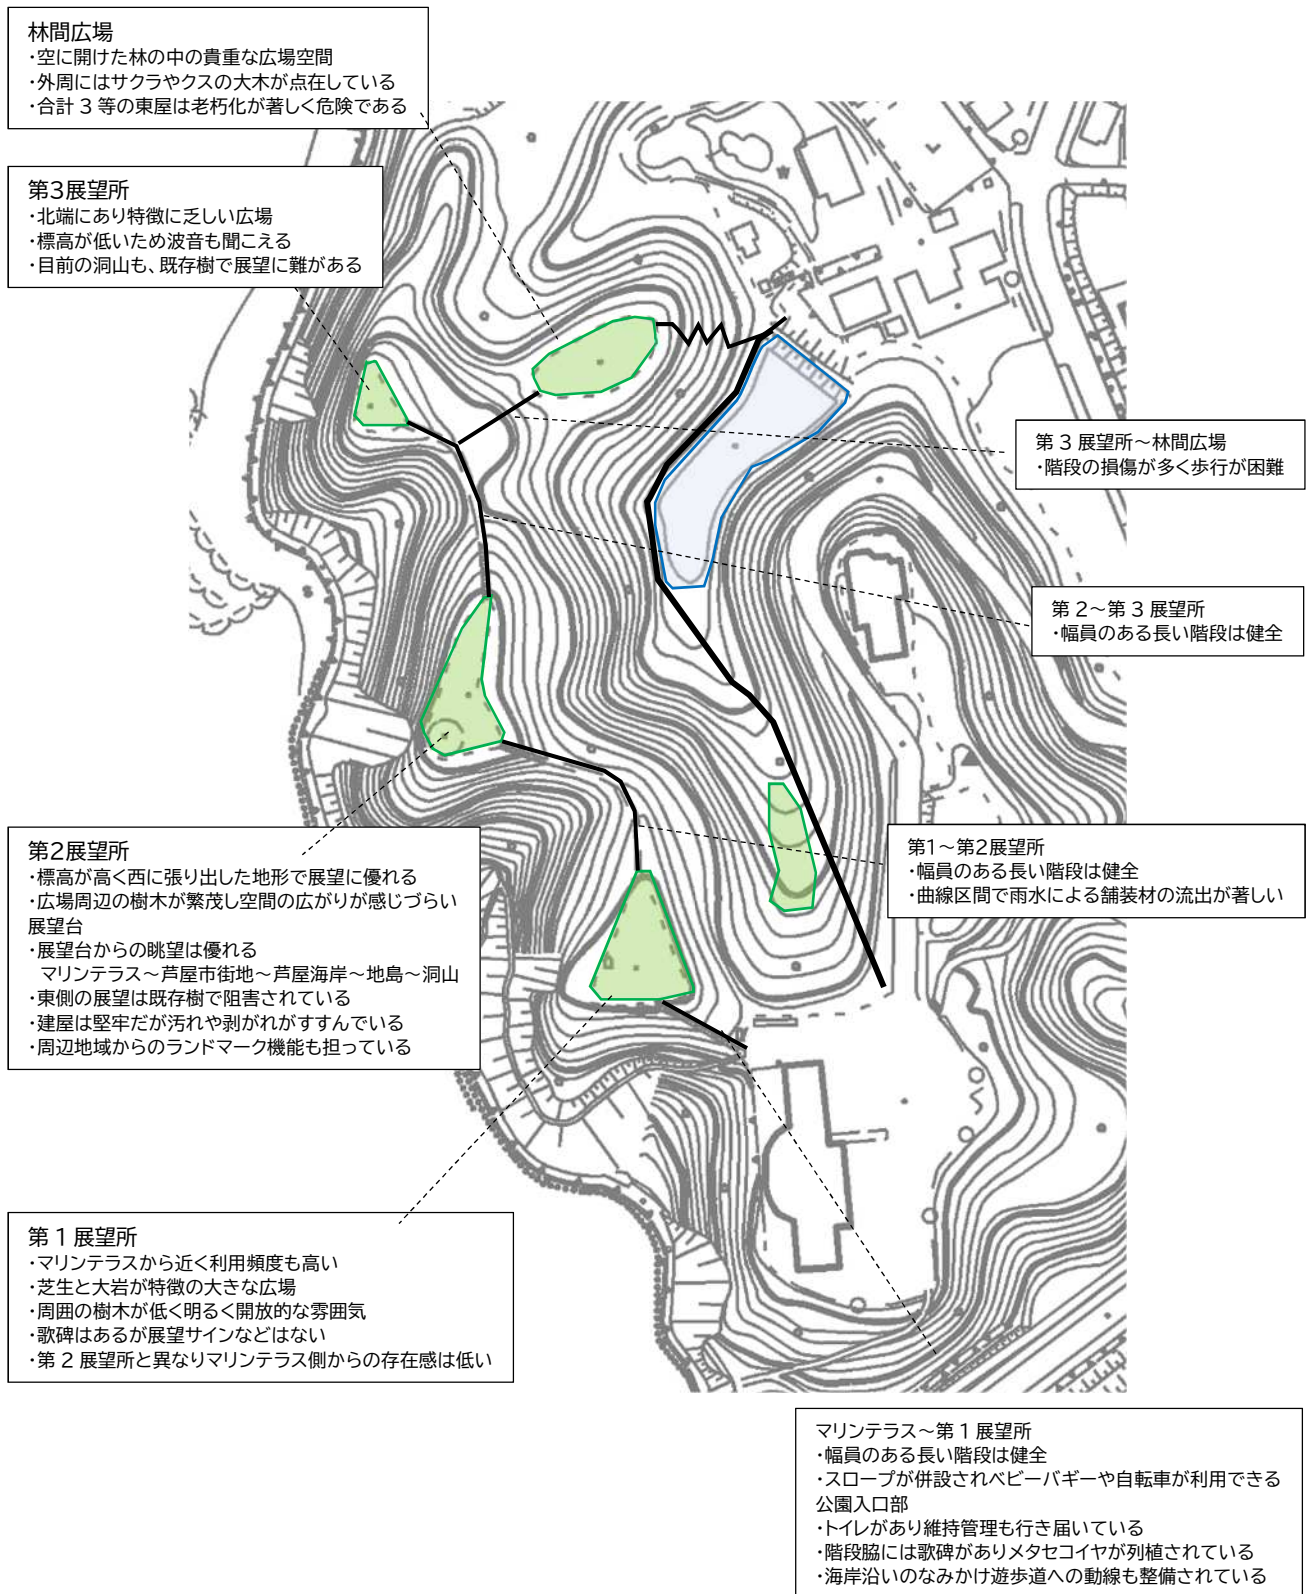 林間広場
・空に開けた林の中の貴重な広場空間
・外周にはサクラやクスの大木が点在している
・合計3等の東屋は老朽化が著しく危険である
第3展望所
・北端にあり特徴に乏しい広場
・標高が低いため波音も聞こえる
・目前の洞山も、既存樹で展望に難がある
第3展望所～林間広場
・階段の損傷が多く歩行が困難
第2～第3展望所
・幅員のある長い階段は健全
第2展望所
・標高が高く西に張り出した地形で展望に優れる
・広場周辺の樹木が繁茂し空間の広がりが感じづらい
展望台
・展望台からの眺望は優れる
マリンテラス～芦屋市街地～芦屋海岸～地島～洞山
・東側の展望は既存樹で阻害されている
・建屋は堅牢だが汚れや剥がれがすすんでいる
・周辺地域からのランドマーク機能も担っている
第1～第2展望所
・幅員のある長い階段は健全
・曲線区間で雨水による舗装材の流出が著しい
第1展望所
・マリンテラスから近く利用頻度も高い
・芝生と大岩が特徴の大きな広場
・周囲の樹木が低く明るく開放的な雰囲気
・歌碑はあるが展望サインなどはない
・第2展望所と異なりマリンテラス側からの存在感は低い
マリンテラス～第1展望所
・幅員のある長い階段は健全
・スロープが併設されベビーバギーや自転車が利用できる
公園入口部
・トイレがあり維持管理も行き届いている
・階段脇には歌碑がありメタセコイヤが列植されている
・海岸沿いのなみかけ遊歩道への動線も整備されている